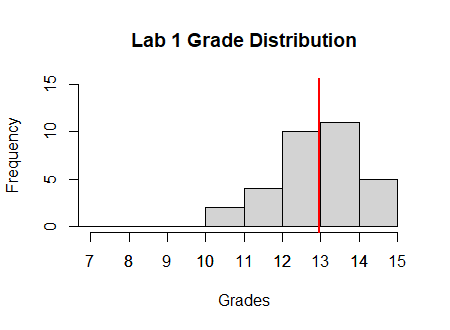 Lab 1 Grade Distribution
Frequency
15
10
5
0
7 8 9 10 11 12 13 14 15
Grades